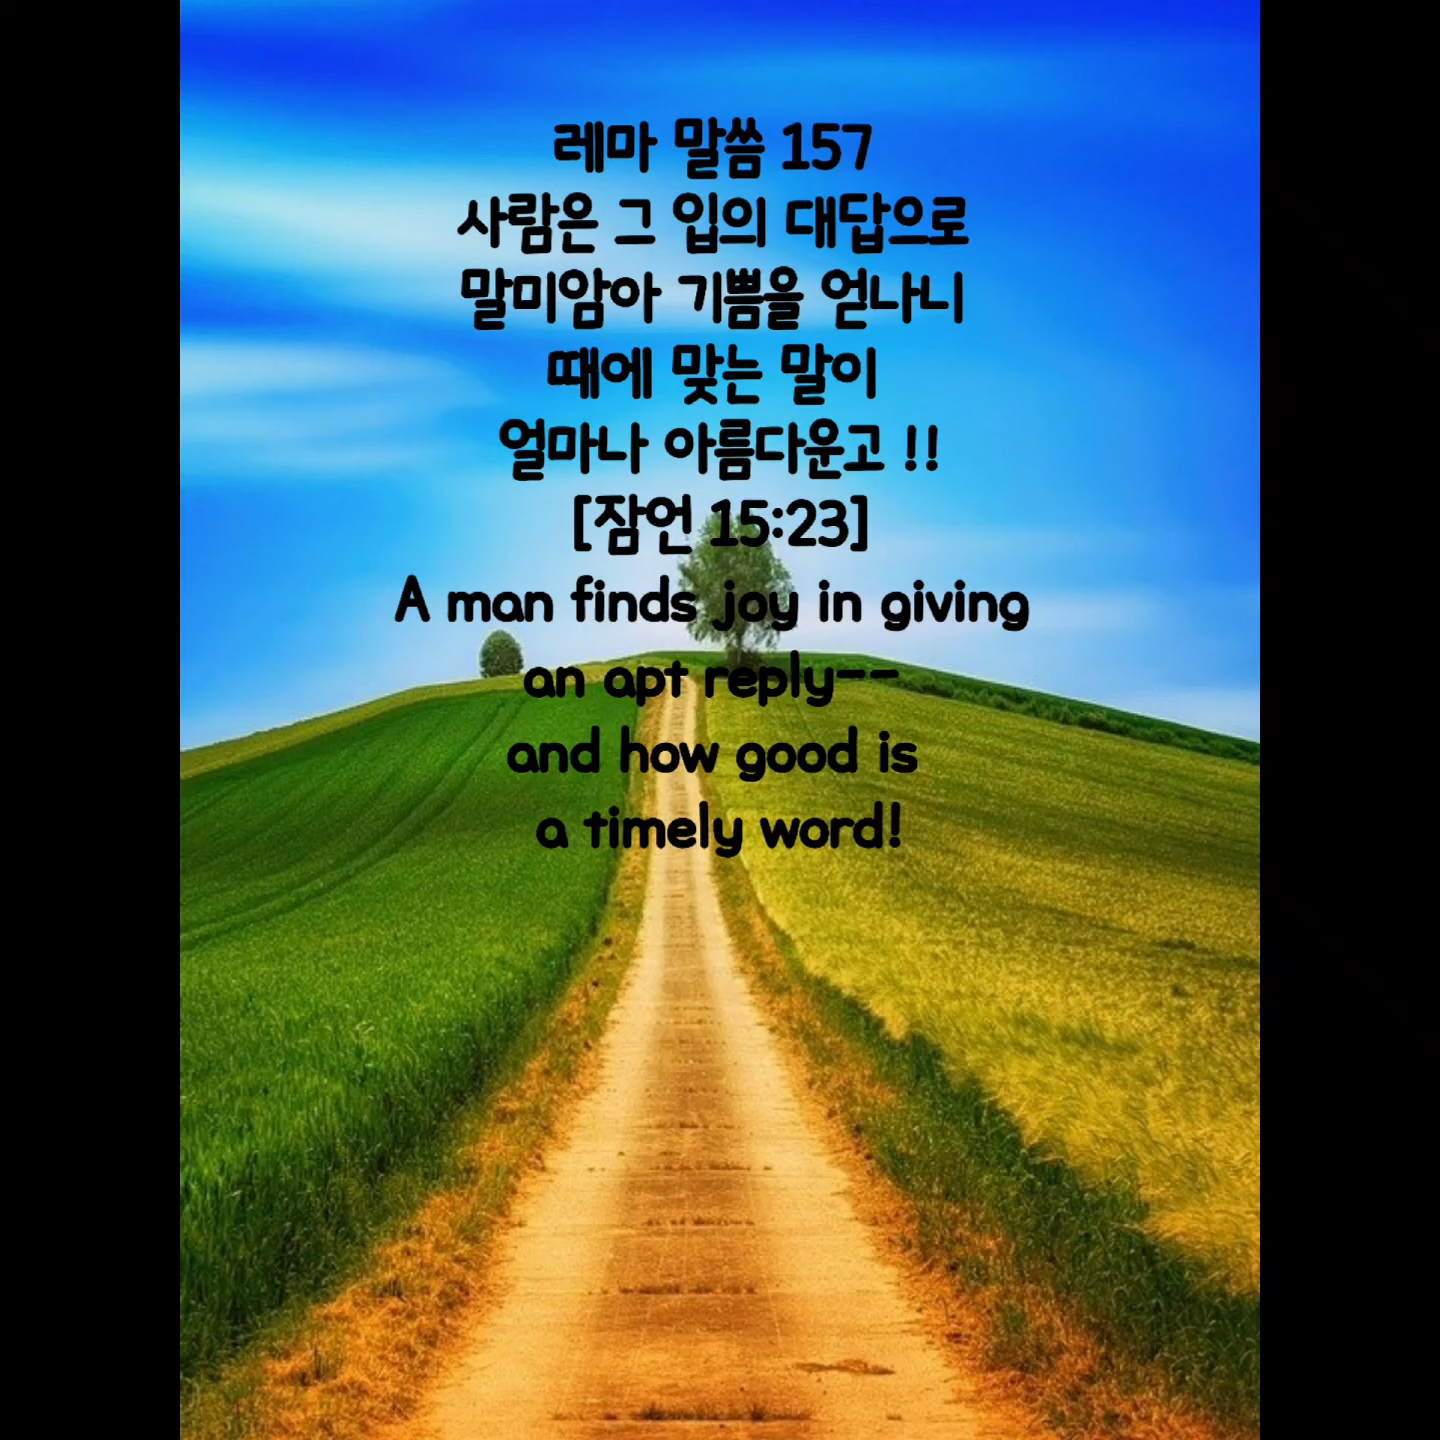 레마 말씀 157
사람은 그 입의 대답으로
말미암아 기쁨을 얻나니
때에 맞는 말이
얼마나 아름다운고 !!
[잠언 15:23]
A man finds joy in giving
an apt reply--
and how good is
a timely word!